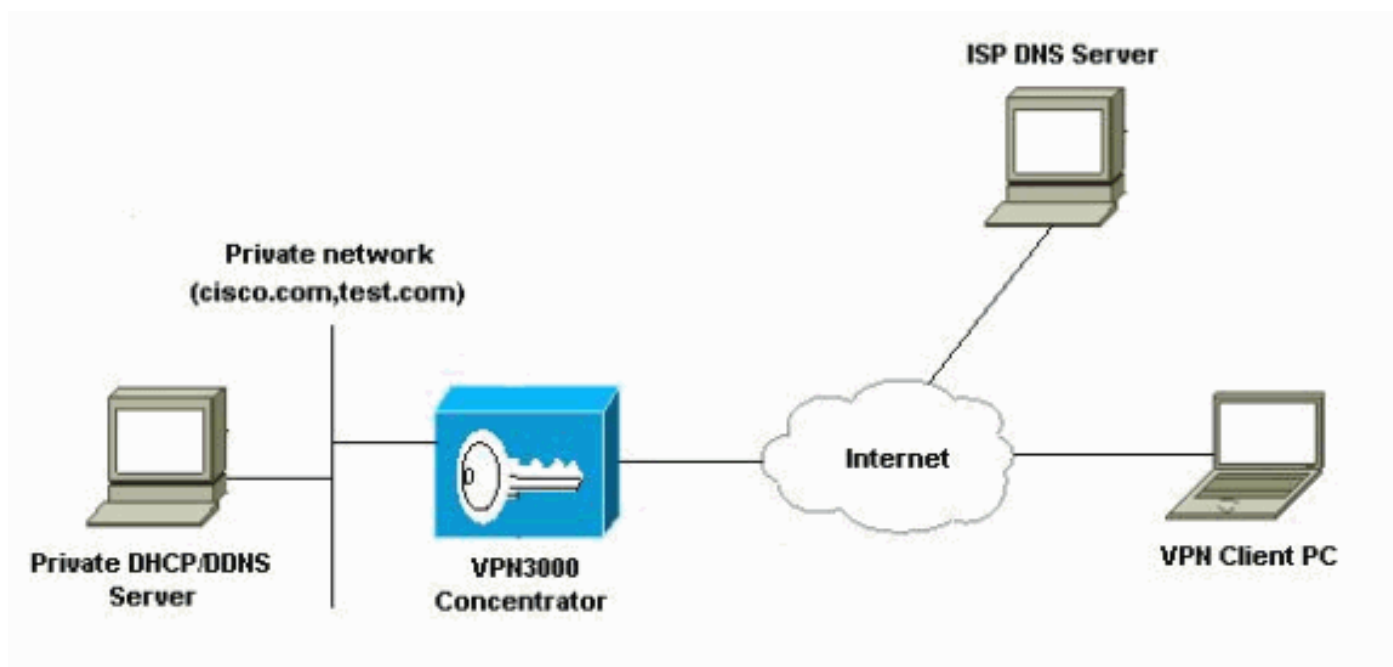 ISP DNS Server
Private network
(cisco.com,test.com)
Internet
Private DHCP/DDNS
Server
VPN3000
Concentrator
VPN Client PC